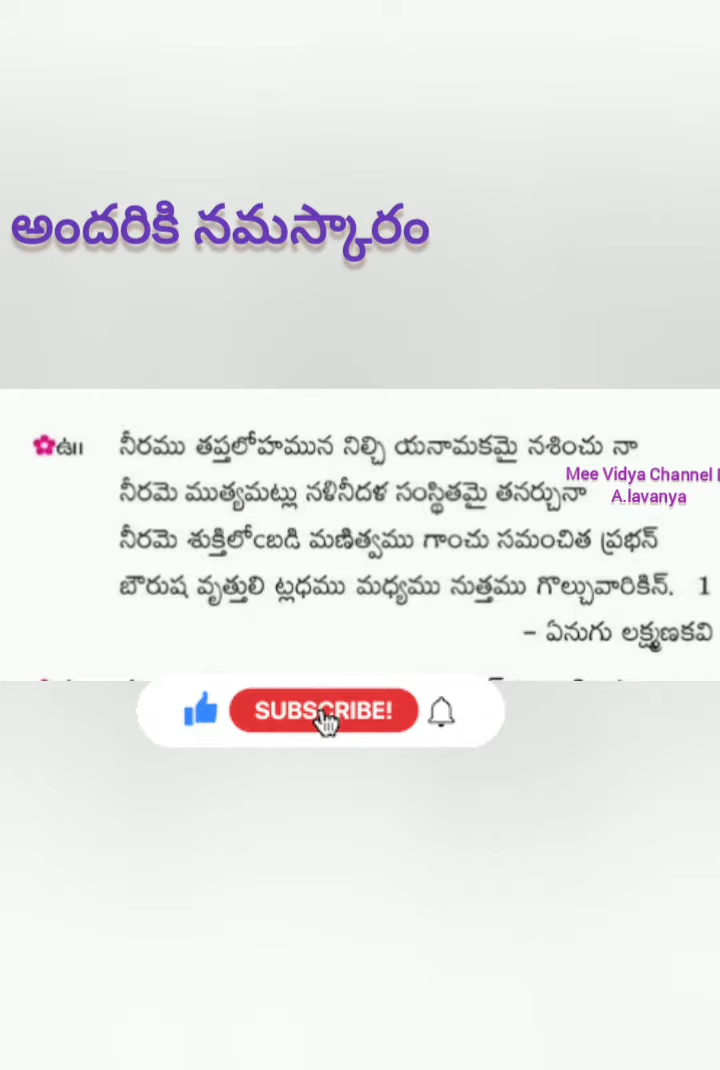 అందరికి నమస్కారం
ఉ॥ నీరము తప్తలోహమున నిల్చి యనామకమై నశించు నా
Mee Vidya Channel
నీరమె ముత్యమట్లు నళినీదళ సంస్థితమై తనర్చునా
A.lavanya
నీరమె శుక్తిలోఁబడి మణిత్వము గాంచు సమంచిత ప్రభన్
బౌరుష వృత్తులి ట్లధము మధ్యము నుత్తము గొల్చువారికిన్. 1
– ఏనుగు లక్ష్మణకవి
SUBSCRIBE!